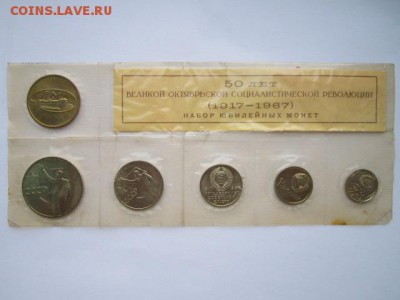 COINS.LAVE.RU
50 ЛЕТ
ВЕЛИКОЙ ОКТЯБРЬСКОЙ СОЦИАЛИСТИЧЕСКОЙ РЕВОЛЮЦИИ
(1917—1967)
НАБОР ЮБИЛЕЙНЫХ МОНЕТ